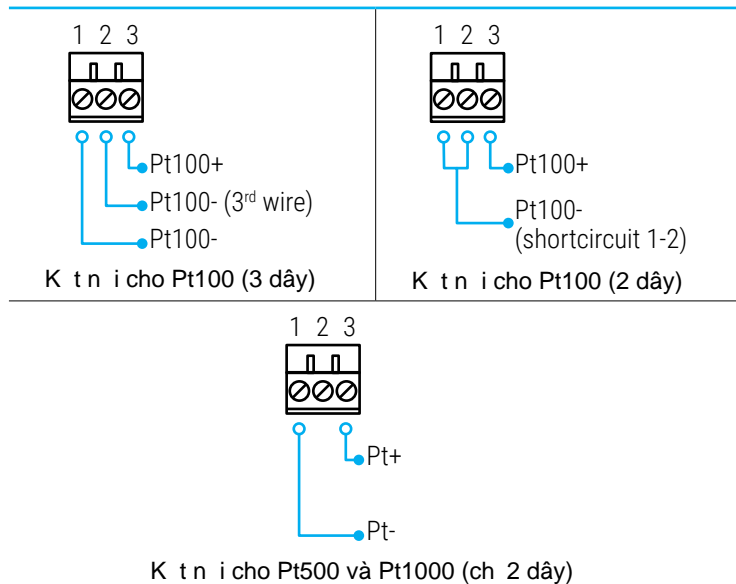 1 2 3
Pt100+
Pt100- (3rd wire)
Pt100-
K t n i cho Pt100 (3 dây)
1 2 3
Pt100+
Pt100-
(shortcircuit 1-2)
K t n i cho Pt100 (2 dây)
1 2 3
Pt+
Pt-
K t n i cho Pt500 và Pt1000 (ch 2 dây)